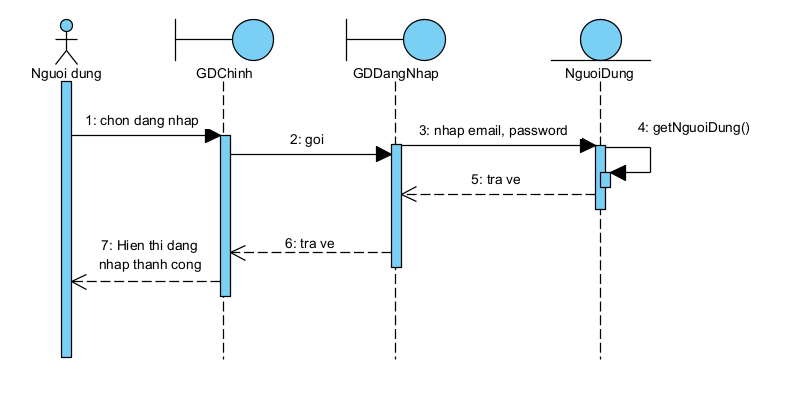 Nguoi dung
GDChinh
GDDangNhap
NguoiDung
1: chon dang nhap
2: goi
3: nhap email, password
4: getNguoiDung()
5: tra ve
6: tra ve
7: Hien thi dang
nhap thanh cong